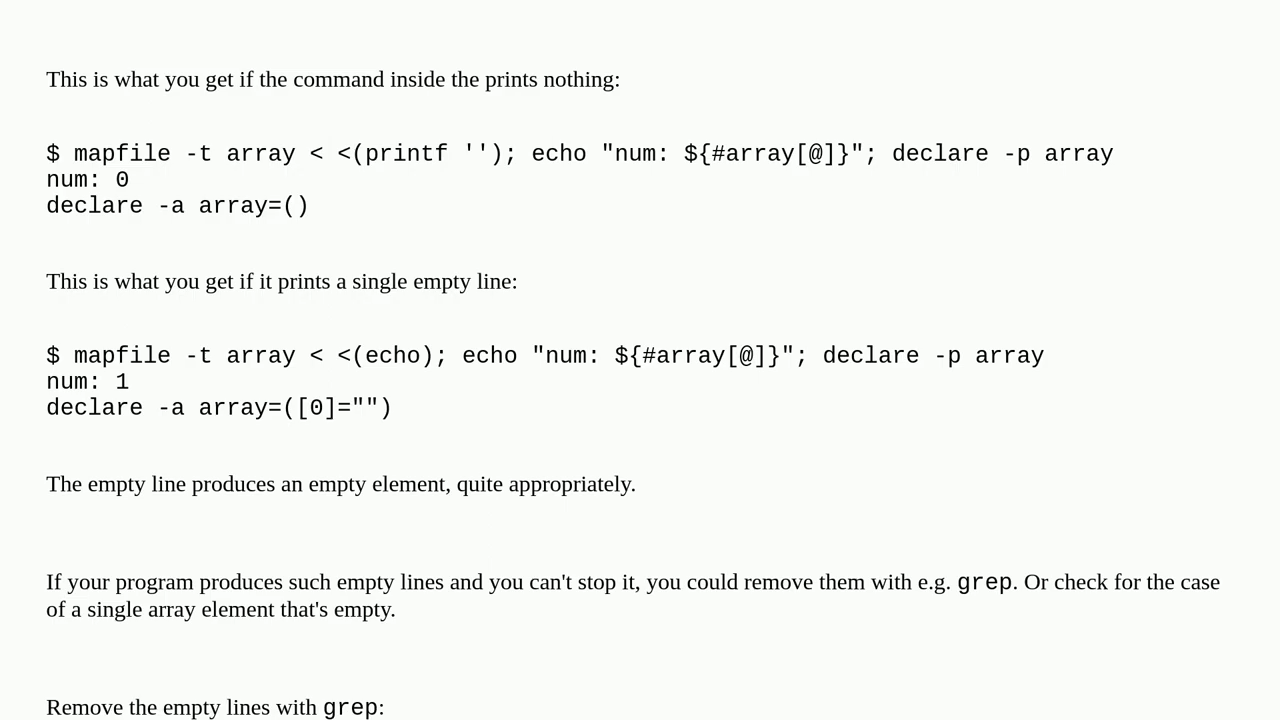 This is what you get if the command inside the prints nothing:
$ mapfile -t array < <(printf ''); echo "num: ${#array[@]}"; declare -p array
num: 0
declare -a array=()
This is what you get if it prints a single empty line:
$ mapfile -t array < <(echo); echo "num: ${#array[@]}"; declare -p array
num: 1
declare -a array=([0]="")
The empty line produces an empty element, quite appropriately.
If your program produces such empty lines and you can't stop it, you could remove them with e.g. grep. Or check for the case
of a single array element that's empty.
Remove the empty lines with grep: